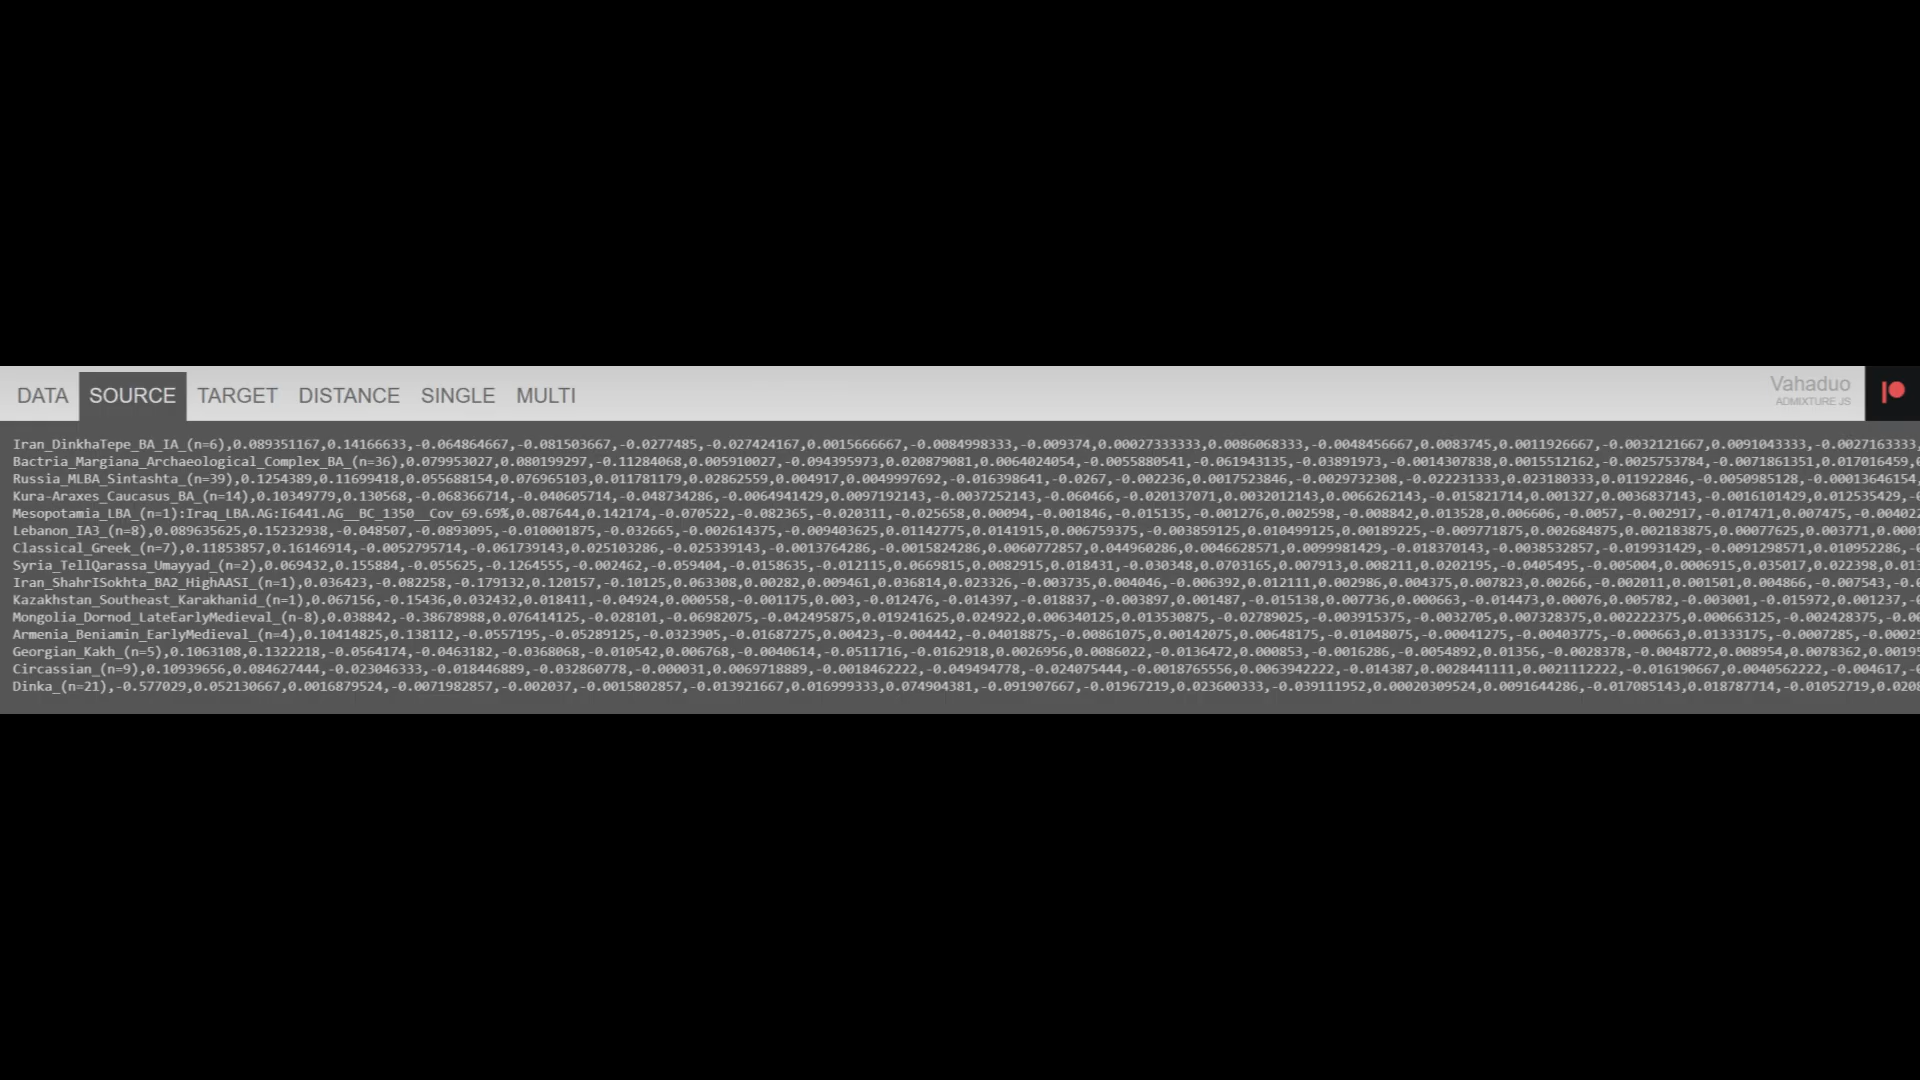 DATA SOURCE TARGET DISTANCE SINGLE MULTI Vahaduo
ADMIXTURE JS
Iran_DinkhaTepe_BA_IA_(n=6),0.089351167,0.14166633,-0.064864667,-0.081503667,-0.0277485,-0.027424167,0.0015666667,-0.0084998333,-0.009374,0.00027333333,0.0086068333,-0.0048456667,0.0083745,0.0011926667,-0.0032121667,0.0091043333,-0.0027163333,
Bactria_Margiana_Archaeological_Complex_BA_(n=36),0.079953027,0.080199297,-0.11284068,0.005910027,-0.094395973,0.020879081,0.0064024054,-0.0055880541,-0.061943135,-0.03891973,-0.0014307838,0.0015512162,-0.0025753784,-0.0071861351,0.017016459,
Russia_MLBA_Sintashta_(n=39),0.1254389,0.11699418,0.055688154,0.076965103,0.011781179,0.02862559,0.004917,0.0049997692,-0.016398641,-0.0267,-0.002236,0.0017523846,-0.0029732308,-0.022231333,0.023180333,0.011922846,-0.0050985128,-0.00013646154,
Kura-Araxes_Caucasus_BA_(n=14),0.10349779,0.130568,-0.068366714,-0.040605714,-0.048734286,-0.0064941429,0.0097192143,-0.0037252143,-0.060466,-0.020137071,0.0032012143,0.0066262143,-0.015821714,0.001327,0.0036837143,-0.0016101429,0.012535429,-
Mesopotamia_LBA_(n=1):Iraq_LBA.AG:I6441.AG__BC_1350__Cov_69.69%,0.087644,0.142174,-0.070522,-0.082365,-0.020311,-0.025658,0.00094,-0.001846,-0.015135,-0.001276,0.002598,-0.008842,0.013528,0.006606,-0.0057,-0.002917,-0.017471,0.007475,-0.004022
Lebanon_IA3_(n=8),0.089635625,0.15232938,-0.048507,-0.0893095,-0.010001875,-0.032665,-0.002614375,-0.009403625,0.01142775,0.0141915,0.006759375,-0.003859125,0.010499125,0.00189225,-0.009771875,0.002684875,0.002183875,0.00077625,0.003771,0.0001
Classical_Greek_(n=7),0.11853857,0.16146914,-0.0052795714,-0.061739143,0.025103286,-0.025339143,-0.0013764286,-0.0015824286,0.0060772857,0.044960286,0.0046628571,0.0099981429,-0.018370143,-0.0038532857,-0.019931429,-0.0091298571,0.010952286,-
Syria_TellQarassa_Umayyad_(n=2),0.069432,0.155884,-0.055625,-0.1264555,-0.002462,-0.059404,-0.0158635,-0.012115,0.0669815,0.0082915,0.018431,-0.030348,0.0703165,0.007913,0.008211,0.0202195,-0.0405495,-0.005004,0.0006915,0.035017,0.022398,0.013
Iran_ShahrISokhta_BA2_HighAASI_(n=1),0.036423,-0.082258,-0.179132,0.120157,-0.10125,0.063308,0.00282,0.009461,0.036814,0.023326,-0.003735,0.004046,-0.006392,0.012111,0.002986,0.004375,0.007823,0.00266,-0.002011,0.001501,0.004866,-0.007543,-0
Kazakhstan_Southeast_Karakhanid_(n=1),0.067156,-0.15436,0.032432,0.018411,-0.04924,0.000558,-0.001175,0.003,-0.012476,-0.014397,-0.018837,-0.003897,0.001487,-0.015138,0.007736,0.000663,-0.014473,0.00076,0.005782,-0.003001,-0.015972,0.001237,-0
Mongolia_Dornod_LateEarlyMedieval_(n-8),0.038842,-0.38678988,0.076414125,-0.028101,-0.06982075,-0.042495875,0.019241625,0.024922,0.006340125,0.013530875,-0.02789025,-0.003915375,-0.0032705,0.007328375,0.002222375,0.000663125,-0.002428375,-0.00
Armenia_Beniamin_EarlyMedieval_(n=4),0.10414825,0.138112,-0.0557195,-0.05289125,-0.0323905,-0.01687275,0.00423,-0.004442,-0.04018875,-0.00861075,0.00142075,0.00648175,-0.01048075,-0.00041275,-0.00403775,-0.000663,0.01333175,-0.0007285,-0.00025
Georgian_Kakh_(n=5),0.1063108,0.1322218,-0.0564174,-0.0463182,-0.0368068,-0.010542,0.006768,-0.0040614,-0.0511716,-0.0162918,0.0026956,0.0086022,-0.0136472,0.000853,-0.0016286,-0.0054892,0.01356,-0.0028378,-0.0048772,0.008954,0.0078362,0.0019
Circassian_(n=9),0.10939656,0.084627444,-0.023046333,-0.018446889,-0.032860778,-0.000031,0.0069718889,-0.0018462222,-0.049494778,-0.024075444,-0.0018765556,0.0063942222,-0.014387,0.0028441111,0.0021112222,-0.016190667,0.0040562222,-0.004617,-0
Dinka_(n=21),-0.577029,0.052130667,0.0016879524,-0.0071982857,-0.002037,-0.0015802857,-0.013921667,0.016999333,0.074904381,-0.091907667,-0.01967219,0.023600333,-0.039111952,0.00020309524,0.0091644286,-0.017085143,0.018787714,-0.01052719,0.0208